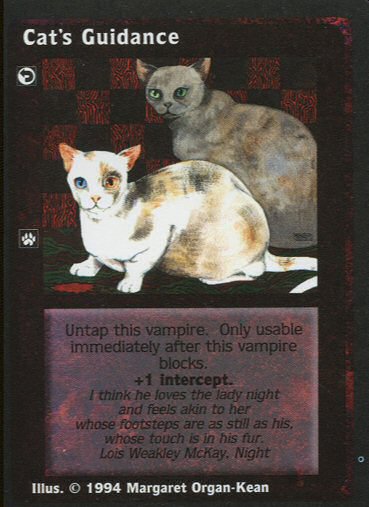 Cat's Guidance
Untap this vampire. Only usable
immediately after this vampire
blocks.
+1 intercept.
I think he loves the lady night
and feels akin to her
whose footsteps are as still as his,
whose touch is in his fur.
Lois Weakley McKay, Night
Illus. © 1994 Margaret Organ-Kean